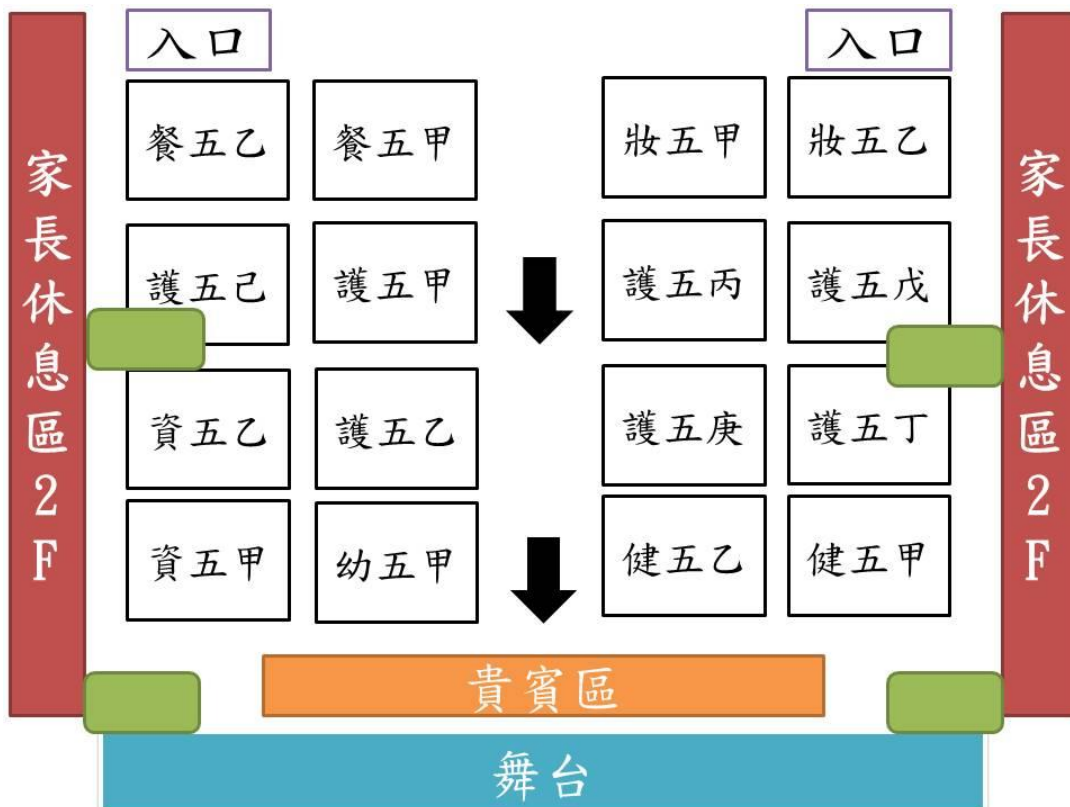 入口
入口
餐五乙
餐五甲
妝五甲
妝五乙
護五己
護五甲
護五丙
護五戊
資五乙
護五乙
護五庚
護五丁
資五甲
幼五甲
健五乙
健五甲
家長休息區2F
家長休息區2F
貴賓區
舞台